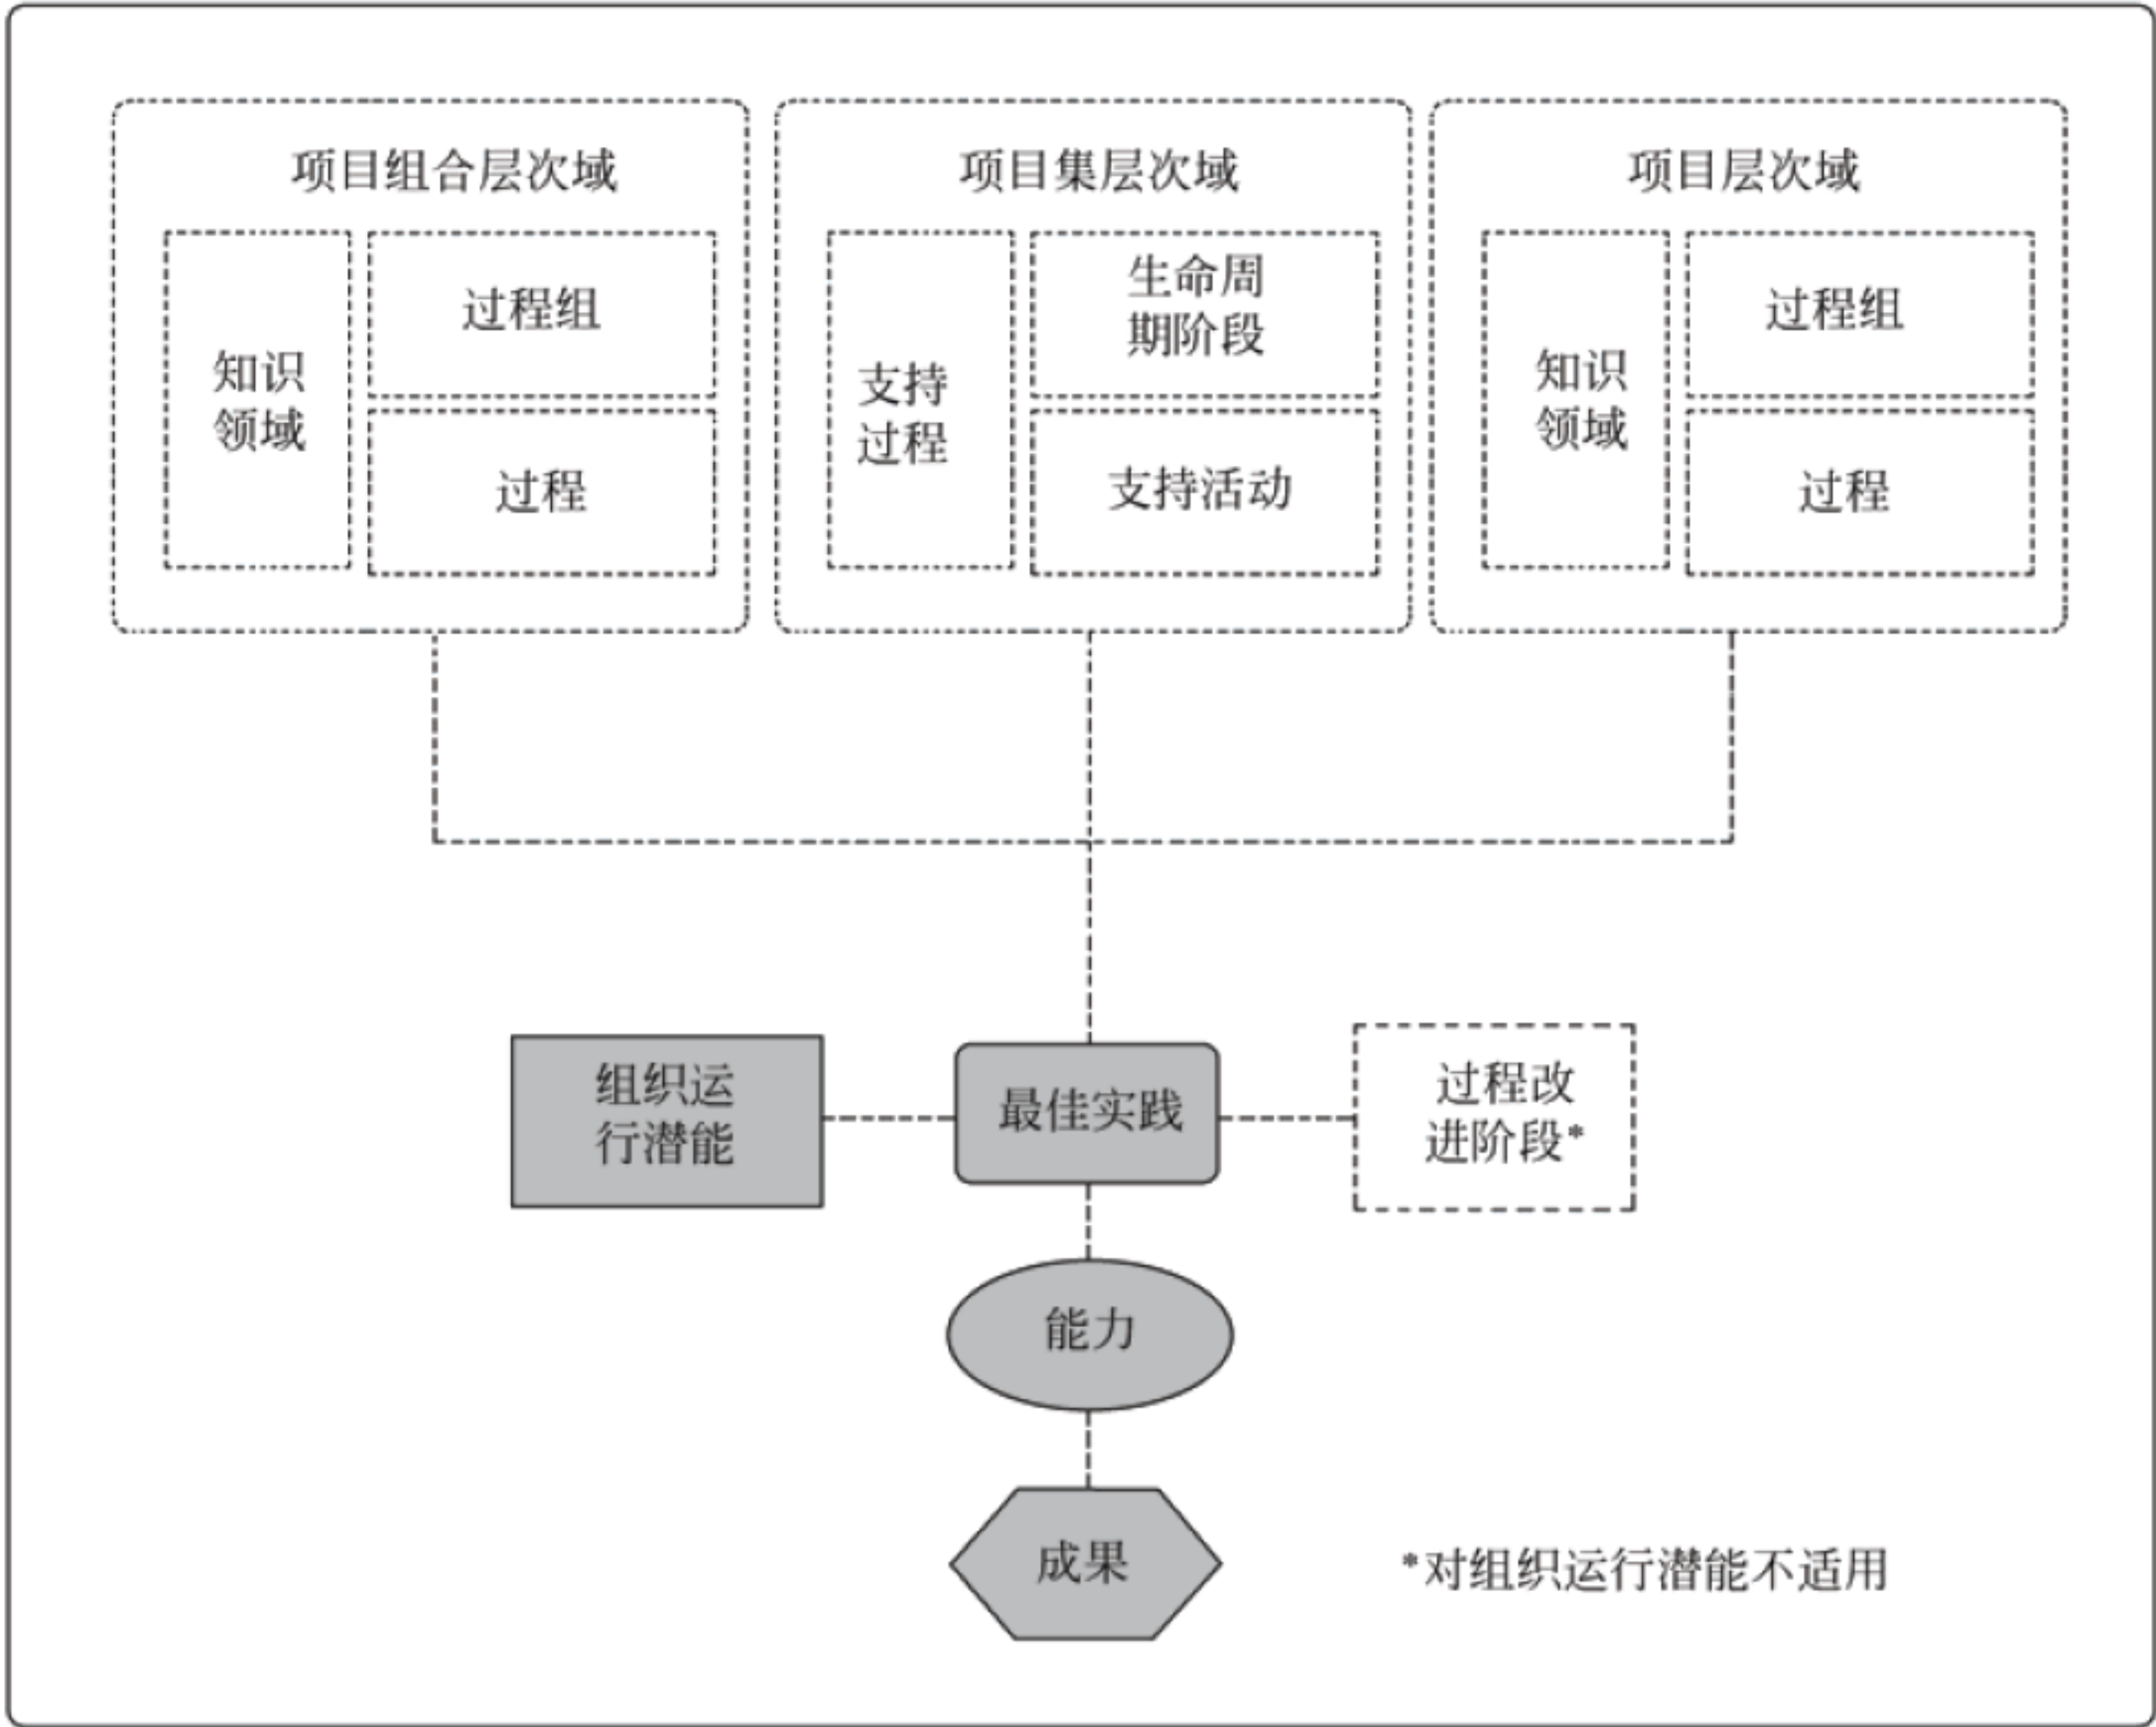 项目组合层次域
知识
领域
过程组
过程
项目集层次域
支持
过程
生命周
期阶段
支持活动
项目层次域
知识
领域
过程组
过程
组织运
行潜能
最佳实践
过程改
进阶段*
能力
成果
*对组织运行潜能不适用